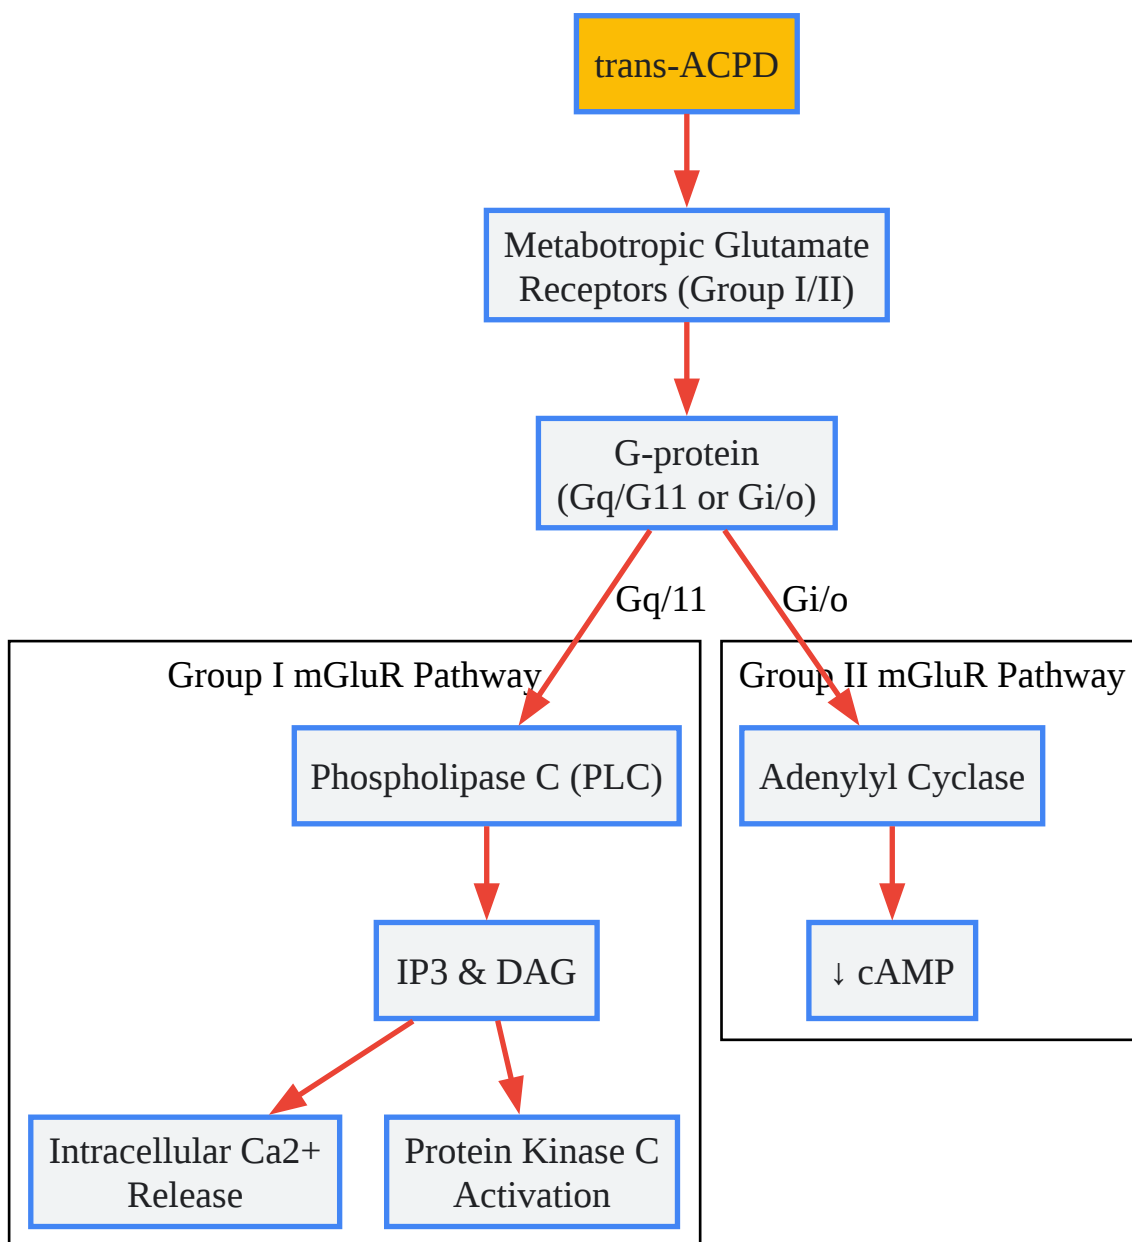 trans-ACPD
Metabotropic Glutamate
Receptors (Group I/II)
G-protein
(Gq/G11 or Gi/o)
Gq/11
Gi/o
Group I mGluR Pathway
Group II mGluR Pathway
Phospholipase C (PLC)
Adenylyl Cyclase
IP3 & DAG
↓ cAMP
Intracellular Ca2+
Release
Protein Kinase C
Activation